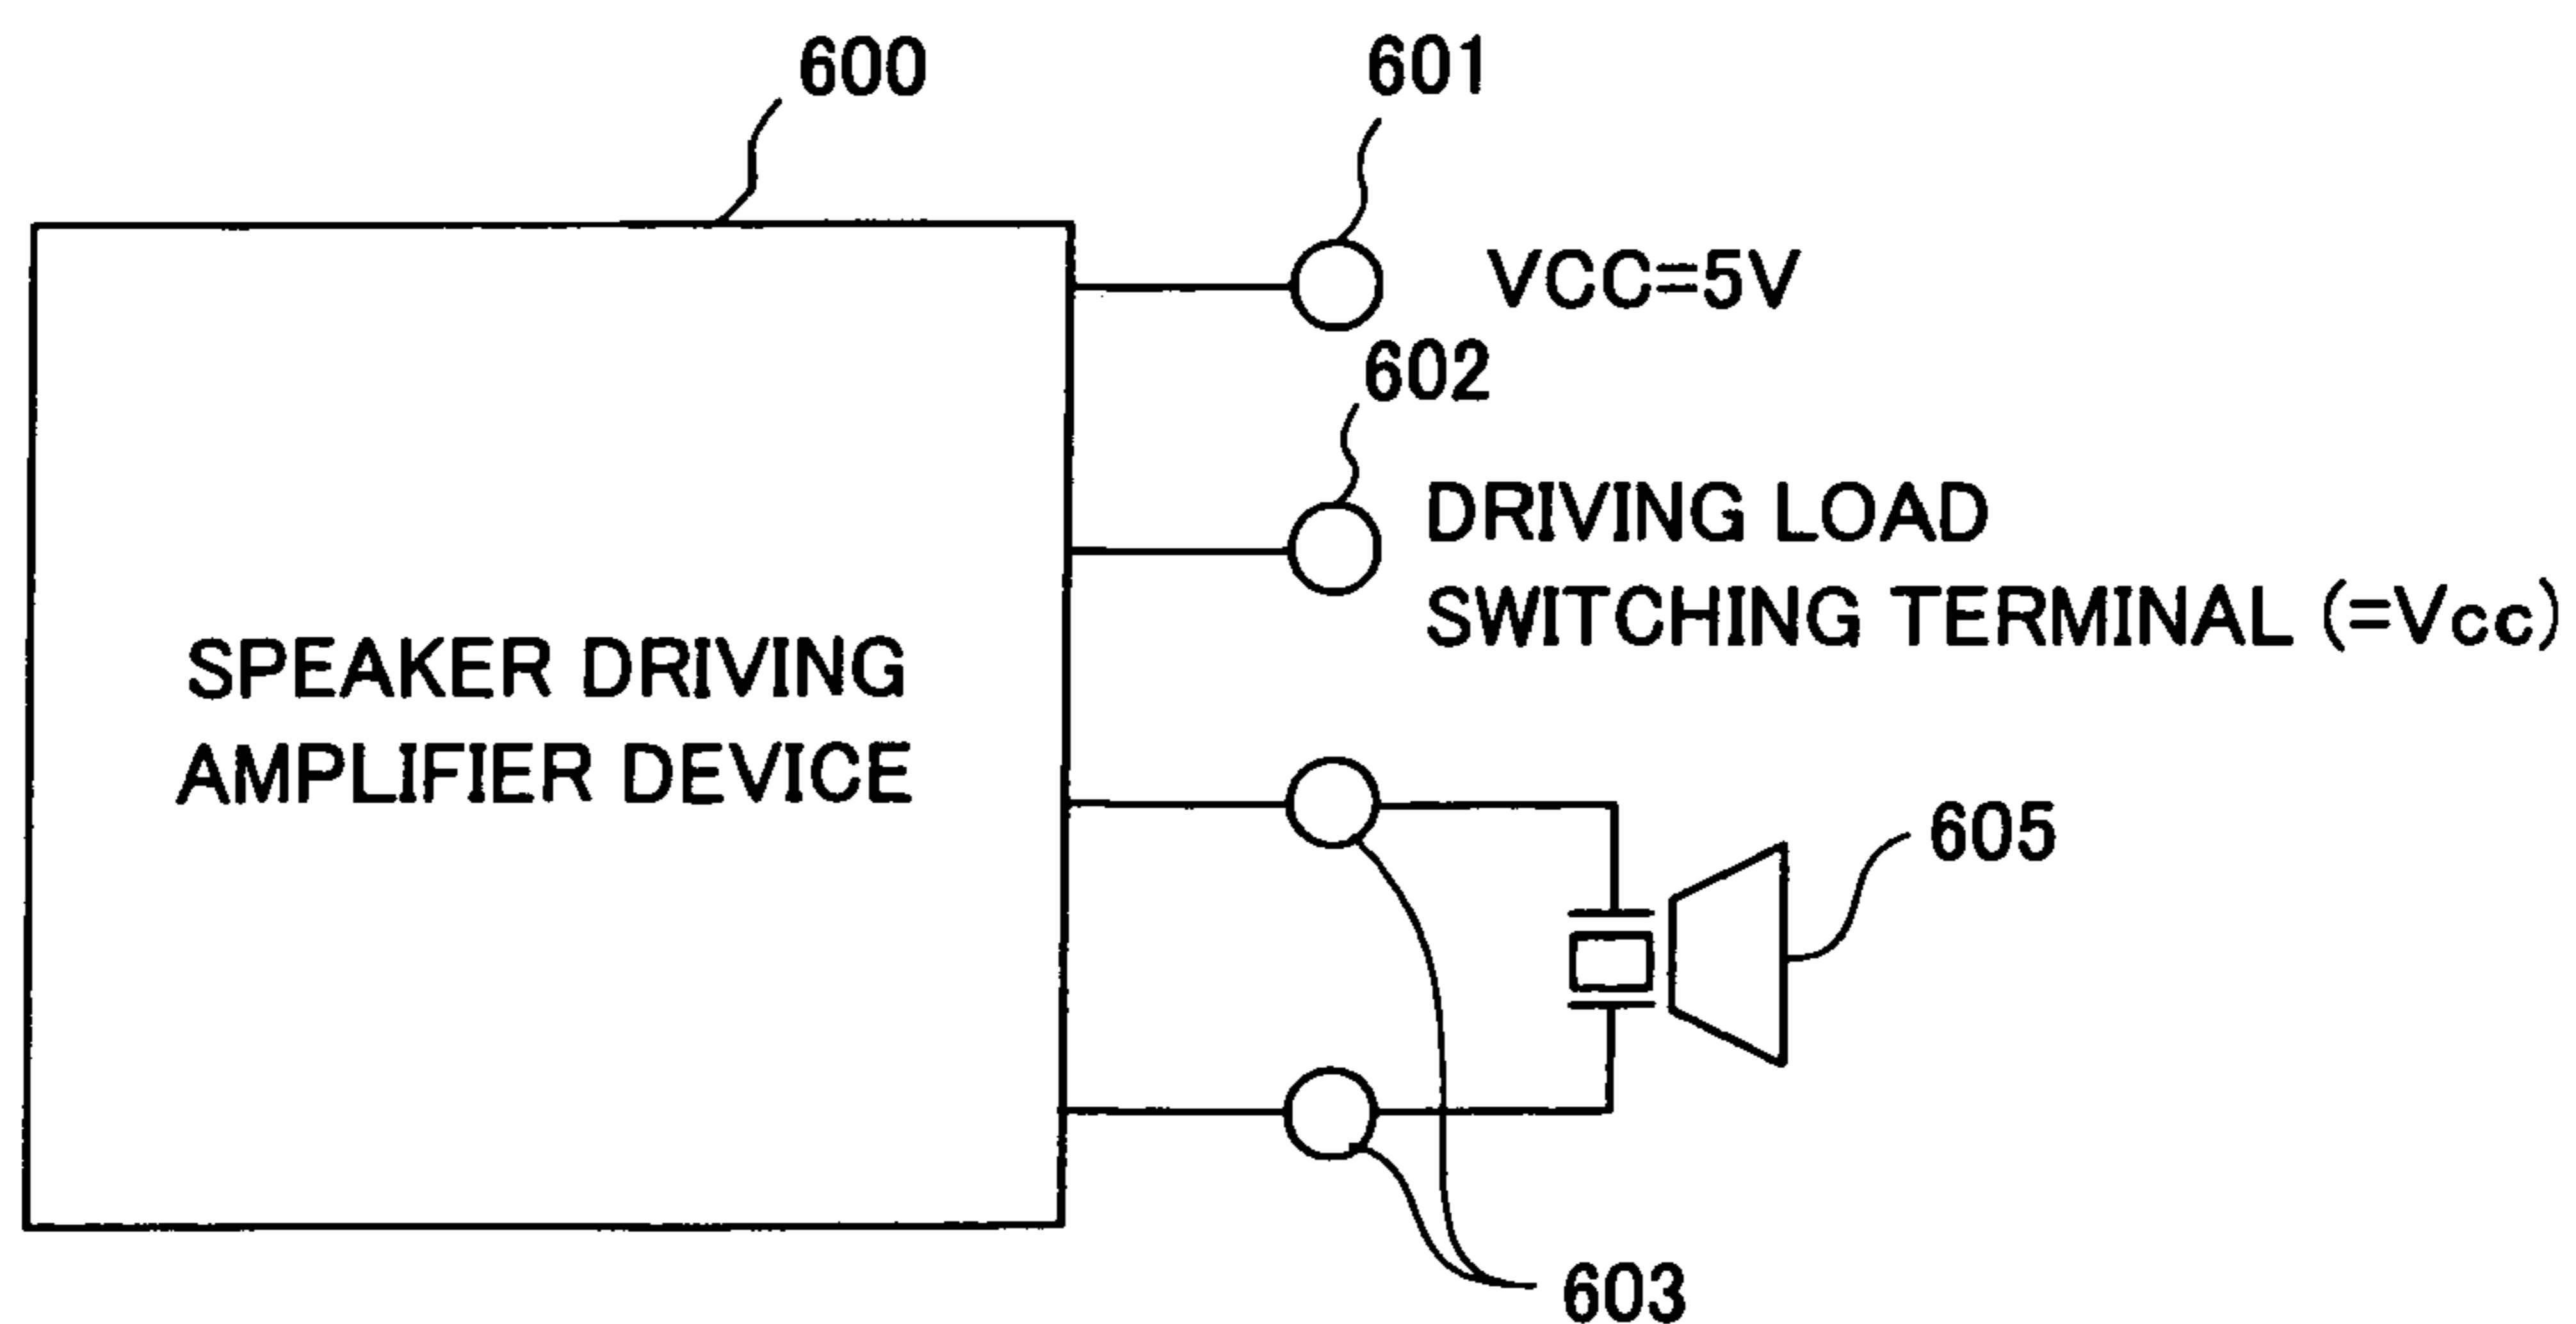 600
601
VCC=5V
602
DRIVING LOAD
SWITCHING TERMINAL (=Vcc)
SPEAKER DRIVING
AMPLIFIER DEVICE
605
603